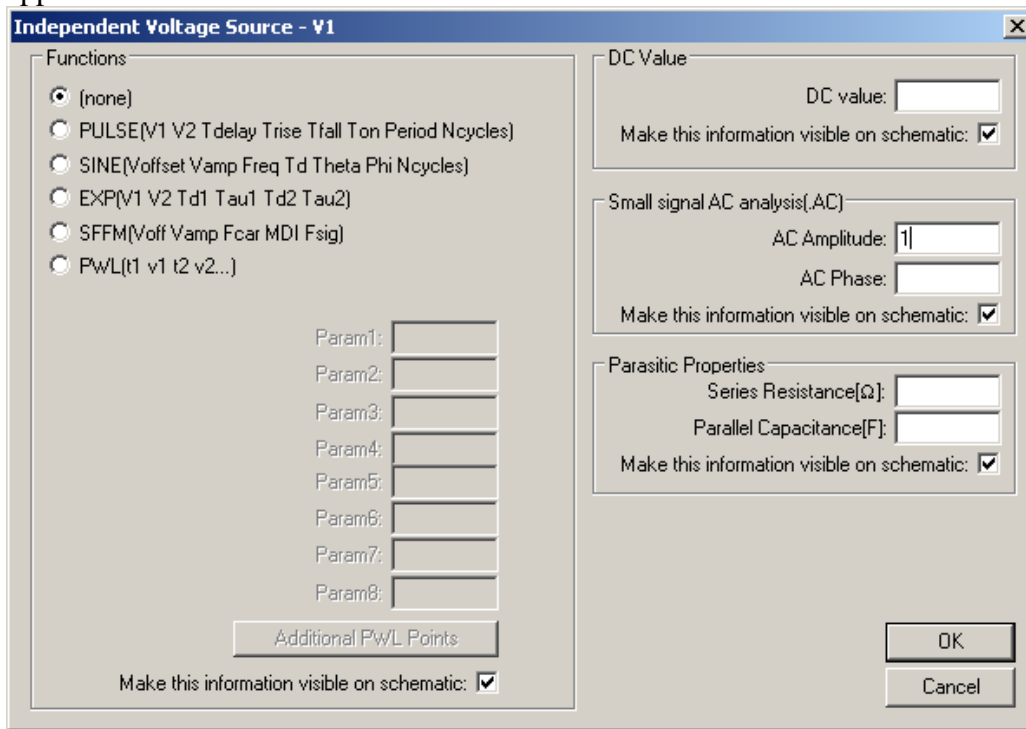 Independent Voltage Source - V1
Functions
(none)
PULSE(V1 V2 Tdelay Trise Tfall Ton Period Ncycles)
SINE(Voffset Vamp Freq Td Theta Phi Ncycles)
EXP(V1 V2 Td1 Tau1 Td2 Tau2)
SFFM(Voff Vamp Fcar MDI Fsig)
PWL(t1 v1 t2 v2...)
Param1:
Param2:
Param3:
Param4:
Param5:
Param6:
Param7:
Param8:
Additional PWL Points
Make this information visible on schematic:
DC Value
DC value:
Make this information visible on schematic:
Small signal AC analysis(.AC)
AC Amplitude: 1
AC Phase:
Make this information visible on schematic:
Parasitic Properties
Series Resistance[Ω]:
Parallel Capacitance[F]:
Make this information visible on schematic:
OK
Cancel